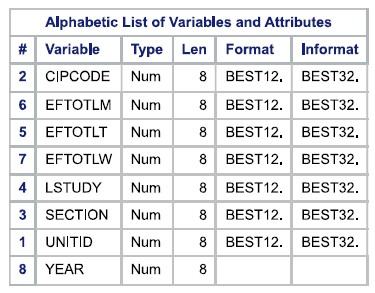 Alphabetic List of Variables and Attributes
# Variable Type Len Format Informat
2 CIPCODE Num 8 BEST12. BEST32.
6 EFTOTLM Num 8 BEST12. BEST32.
5 EFTOTLT Num 8 BEST12. BEST32.
7 EFTOTLW Num 8 BEST12. BEST32.
4 LSTUDY Num 8 BEST12. BEST32.
3 SECTION Num 8 BEST12. BEST32.
1 UNITID Num 8 BEST12. BEST32.
8 YEAR Num 8